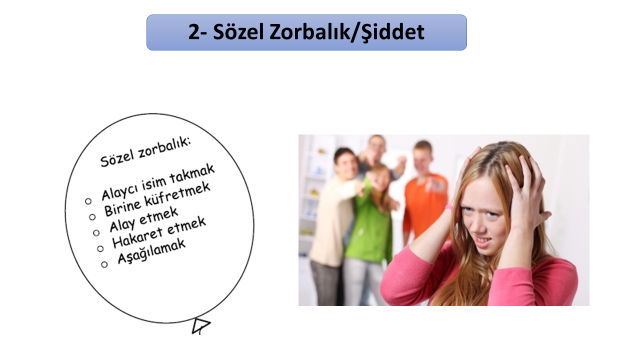 2- Sözel Zorbalık/Şiddet
Sözel zorbalık:
Alaycı isim takmak
Birine küfretmek
Alay etmek
Hakaret etmek
Aşağılamak